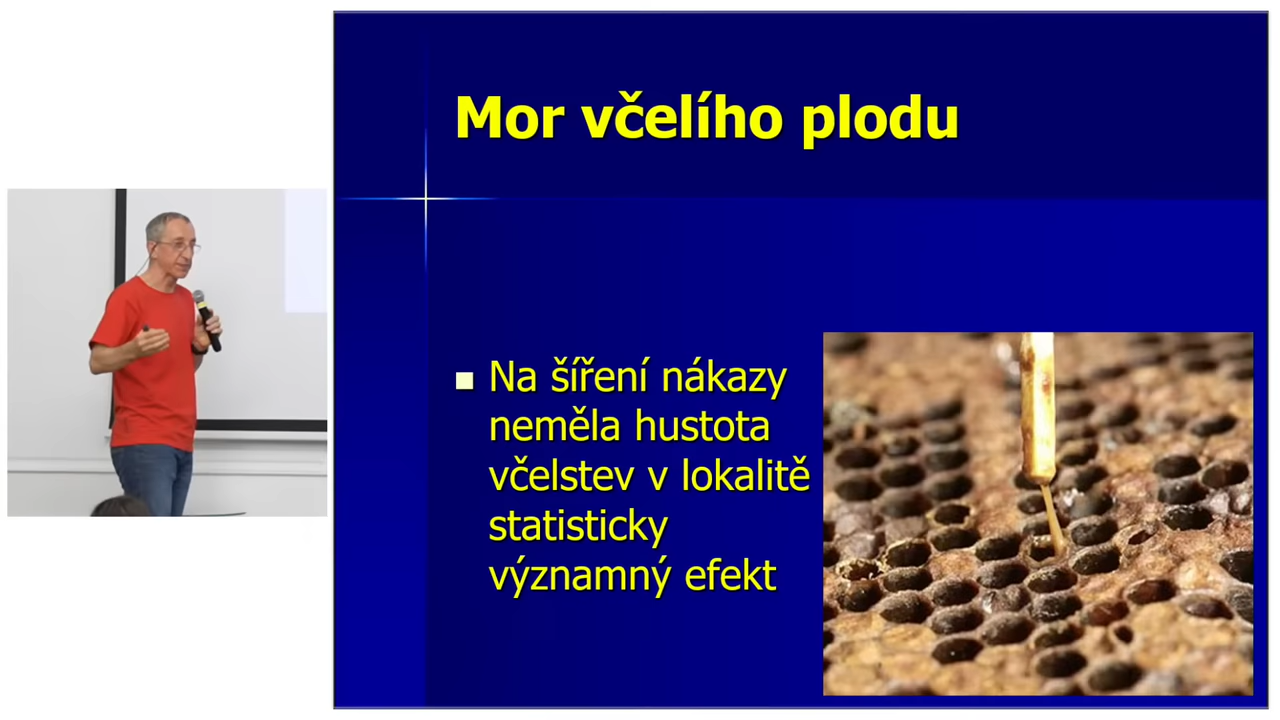 Mor včelího plodu
Na šíření nákazy
neměla hustota
včelstev v lokalitě
statisticky
významný efekt